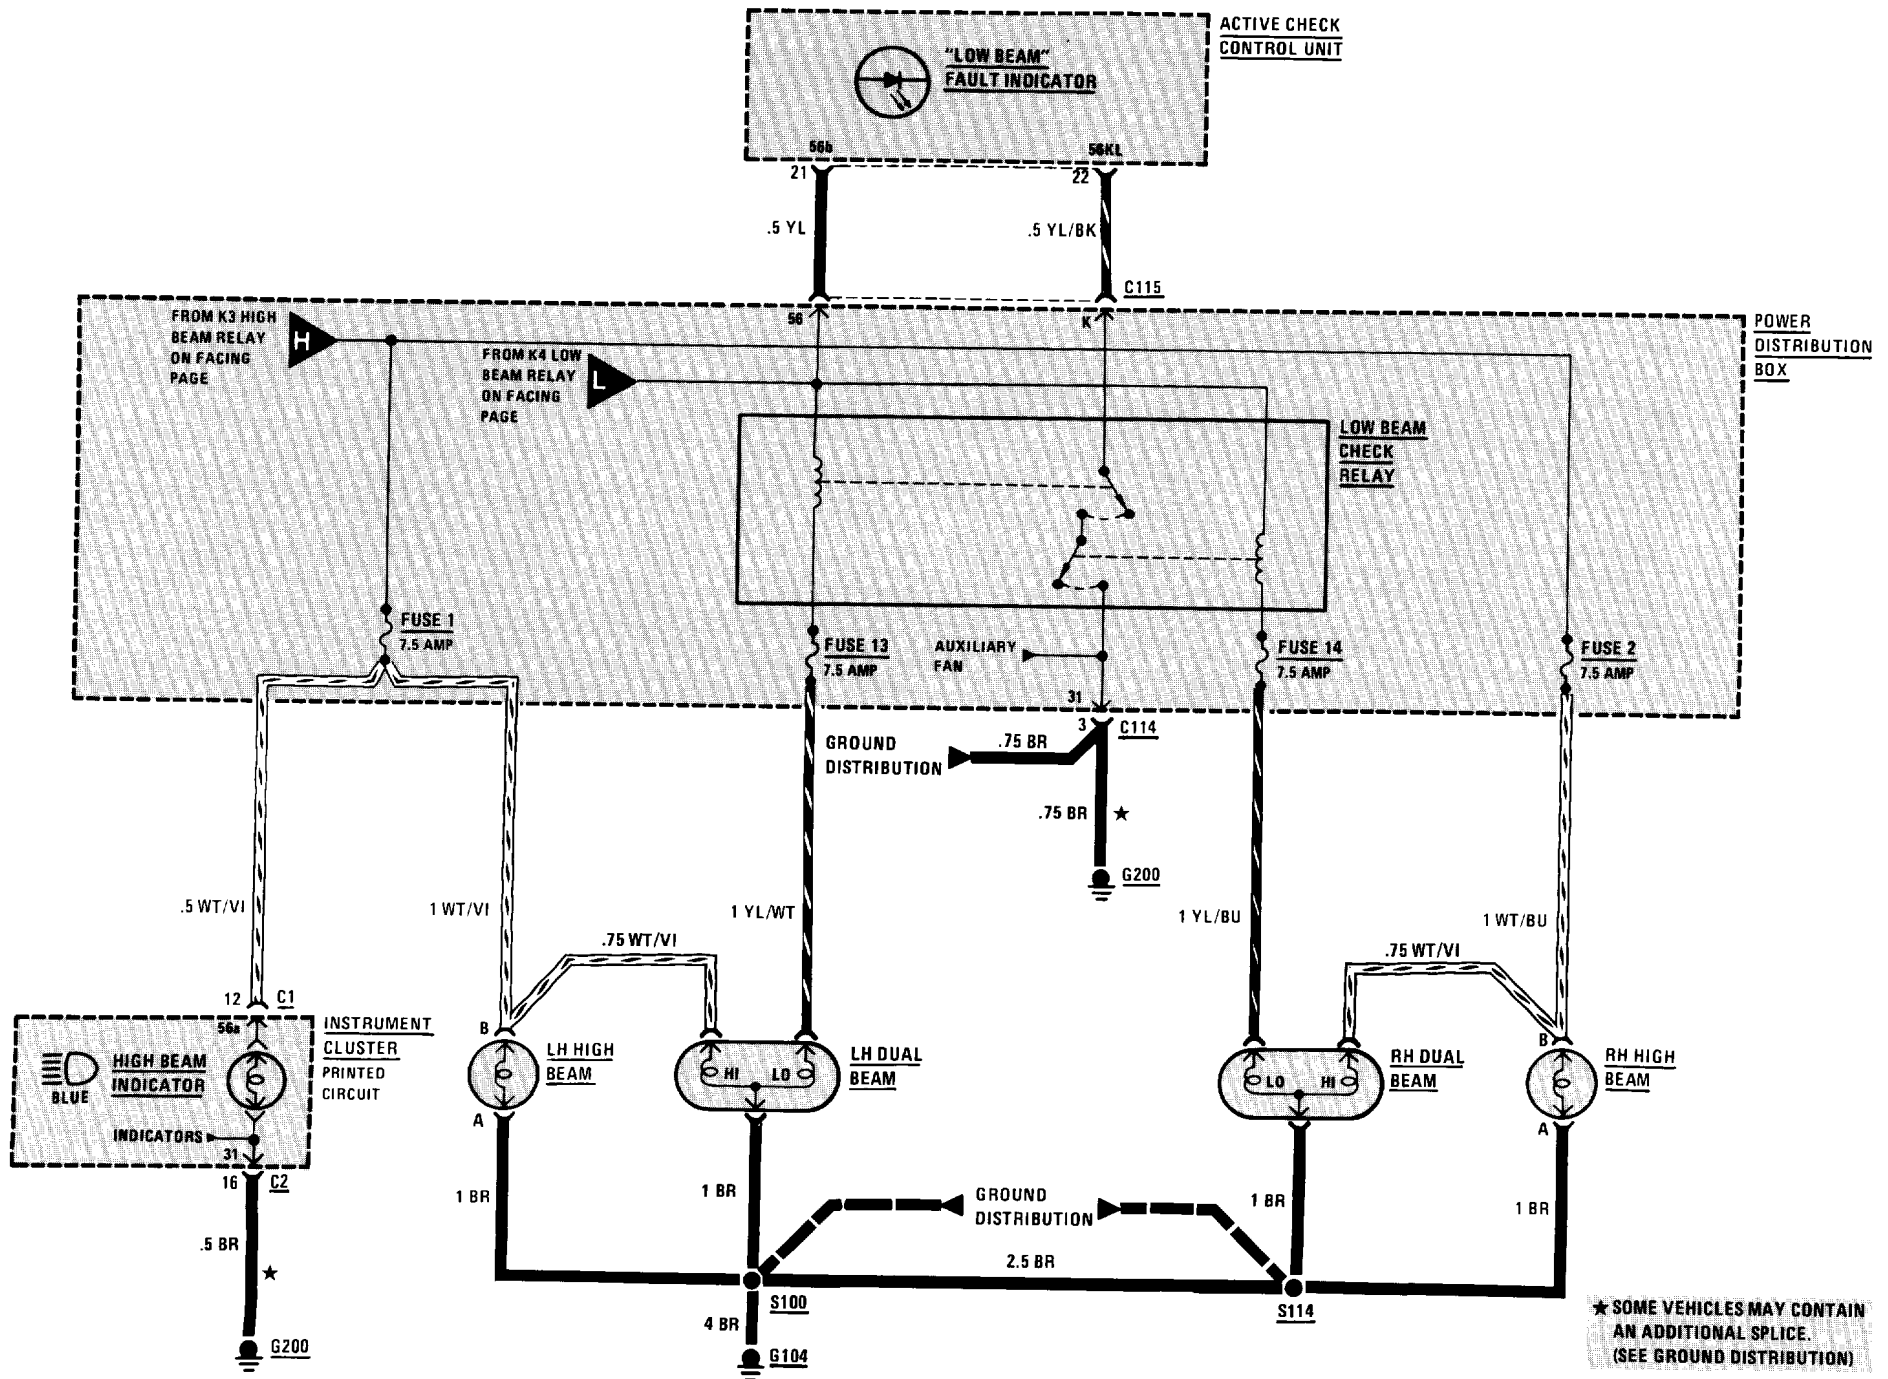 ACTIVE CHECK
CONTROL UNIT
"LOW BEAM"
FAULT INDICATOR
56b
56KL
21
22
.5 YL
.5 YL/BK
C115
56
K
POWER
DISTRIBUTION
BOX
FROM K3 HIGH
BEAM RELAY
ON FACING
PAGE
H
FROM K4 LOW
BEAM RELAY
ON FACING
PAGE
L
LOW BEAM
CHECK
RELAY
FUSE 1
7.5 AMP
FUSE 13
7.5 AMP
AUXILIARY
FAN
FUSE 14
7.5 AMP
FUSE 2
7.5 AMP
31
3
C114
GROUND
DISTRIBUTION
.75 BR
.75 BR
★
G200
.5 WT/VI
1 WT/VI
1 YL/WT
1 YL/BU
1 WT/BU
.75 WT/VI
.75 WT/VI
12
C1
56a
INSTRUMENT
CLUSTER
PRINTED
CIRCUIT
HIGH BEAM
INDICATOR
BLUE
INDICATORS
31
16
C2
B
LH HIGH
BEAM
A
HI
LO
LH DUAL
BEAM
LO
HI
RH DUAL
BEAM
B
RH HIGH
BEAM
A
1 BR
1 BR
GROUND
DISTRIBUTION
1 BR
1 BR
.5 BR
★
2.5 BR
S100
S114
4 BR
G200
G104
★ SOME VEHICLES MAY CONTAIN
AN ADDITIONAL SPLICE.
(SEE GROUND DISTRIBUTION)